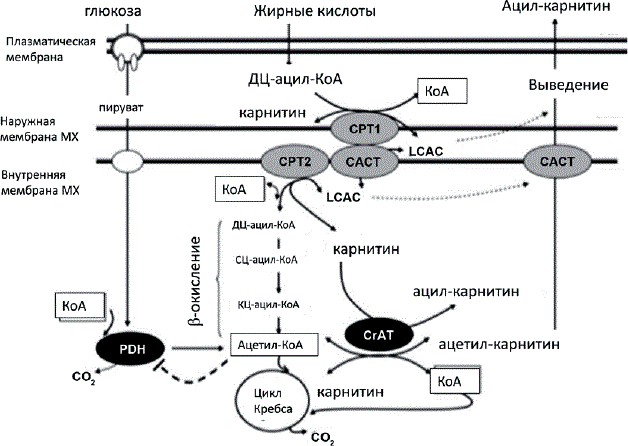 глюкоза
Жирные кислоты
Ацил-карнитин
Плазматическая
мембрана
ДЦ-ацил-КоА
КоА
Выведение
пируват
карнитин
Наружная
мембрана МХ
CPT1
LCAC
Внутренняя
мембрана МХ
CPT2
CACT
CACT
КоА
LCAC
ДЦ-ацил-КоА
карнитин
β-окисление
СЦ-ацил-КоА
КЦ-ацил-КоА
ацил-карнитин
КоА
CrAT
PDH
Ацетил-КоА
ацетил-карнитин
CO2
Цикл
Кребса
карнитин
КоА
CO2